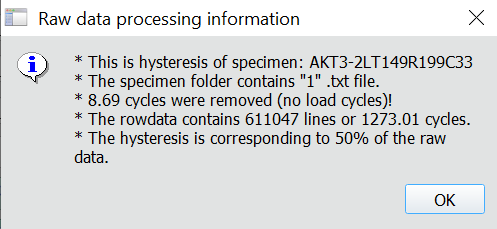 Raw data processing information
* This is hysteresis of specimen: AKT3-2LT149R199C33
* The specimen folder contains "1" .txt file.
* 8.69 cycles were removed (no load cycles)!
* The rowdata contains 611047 lines or 1273.01 cycles.
* The hysteresis is corresponding to 50% of the raw
data.
OK